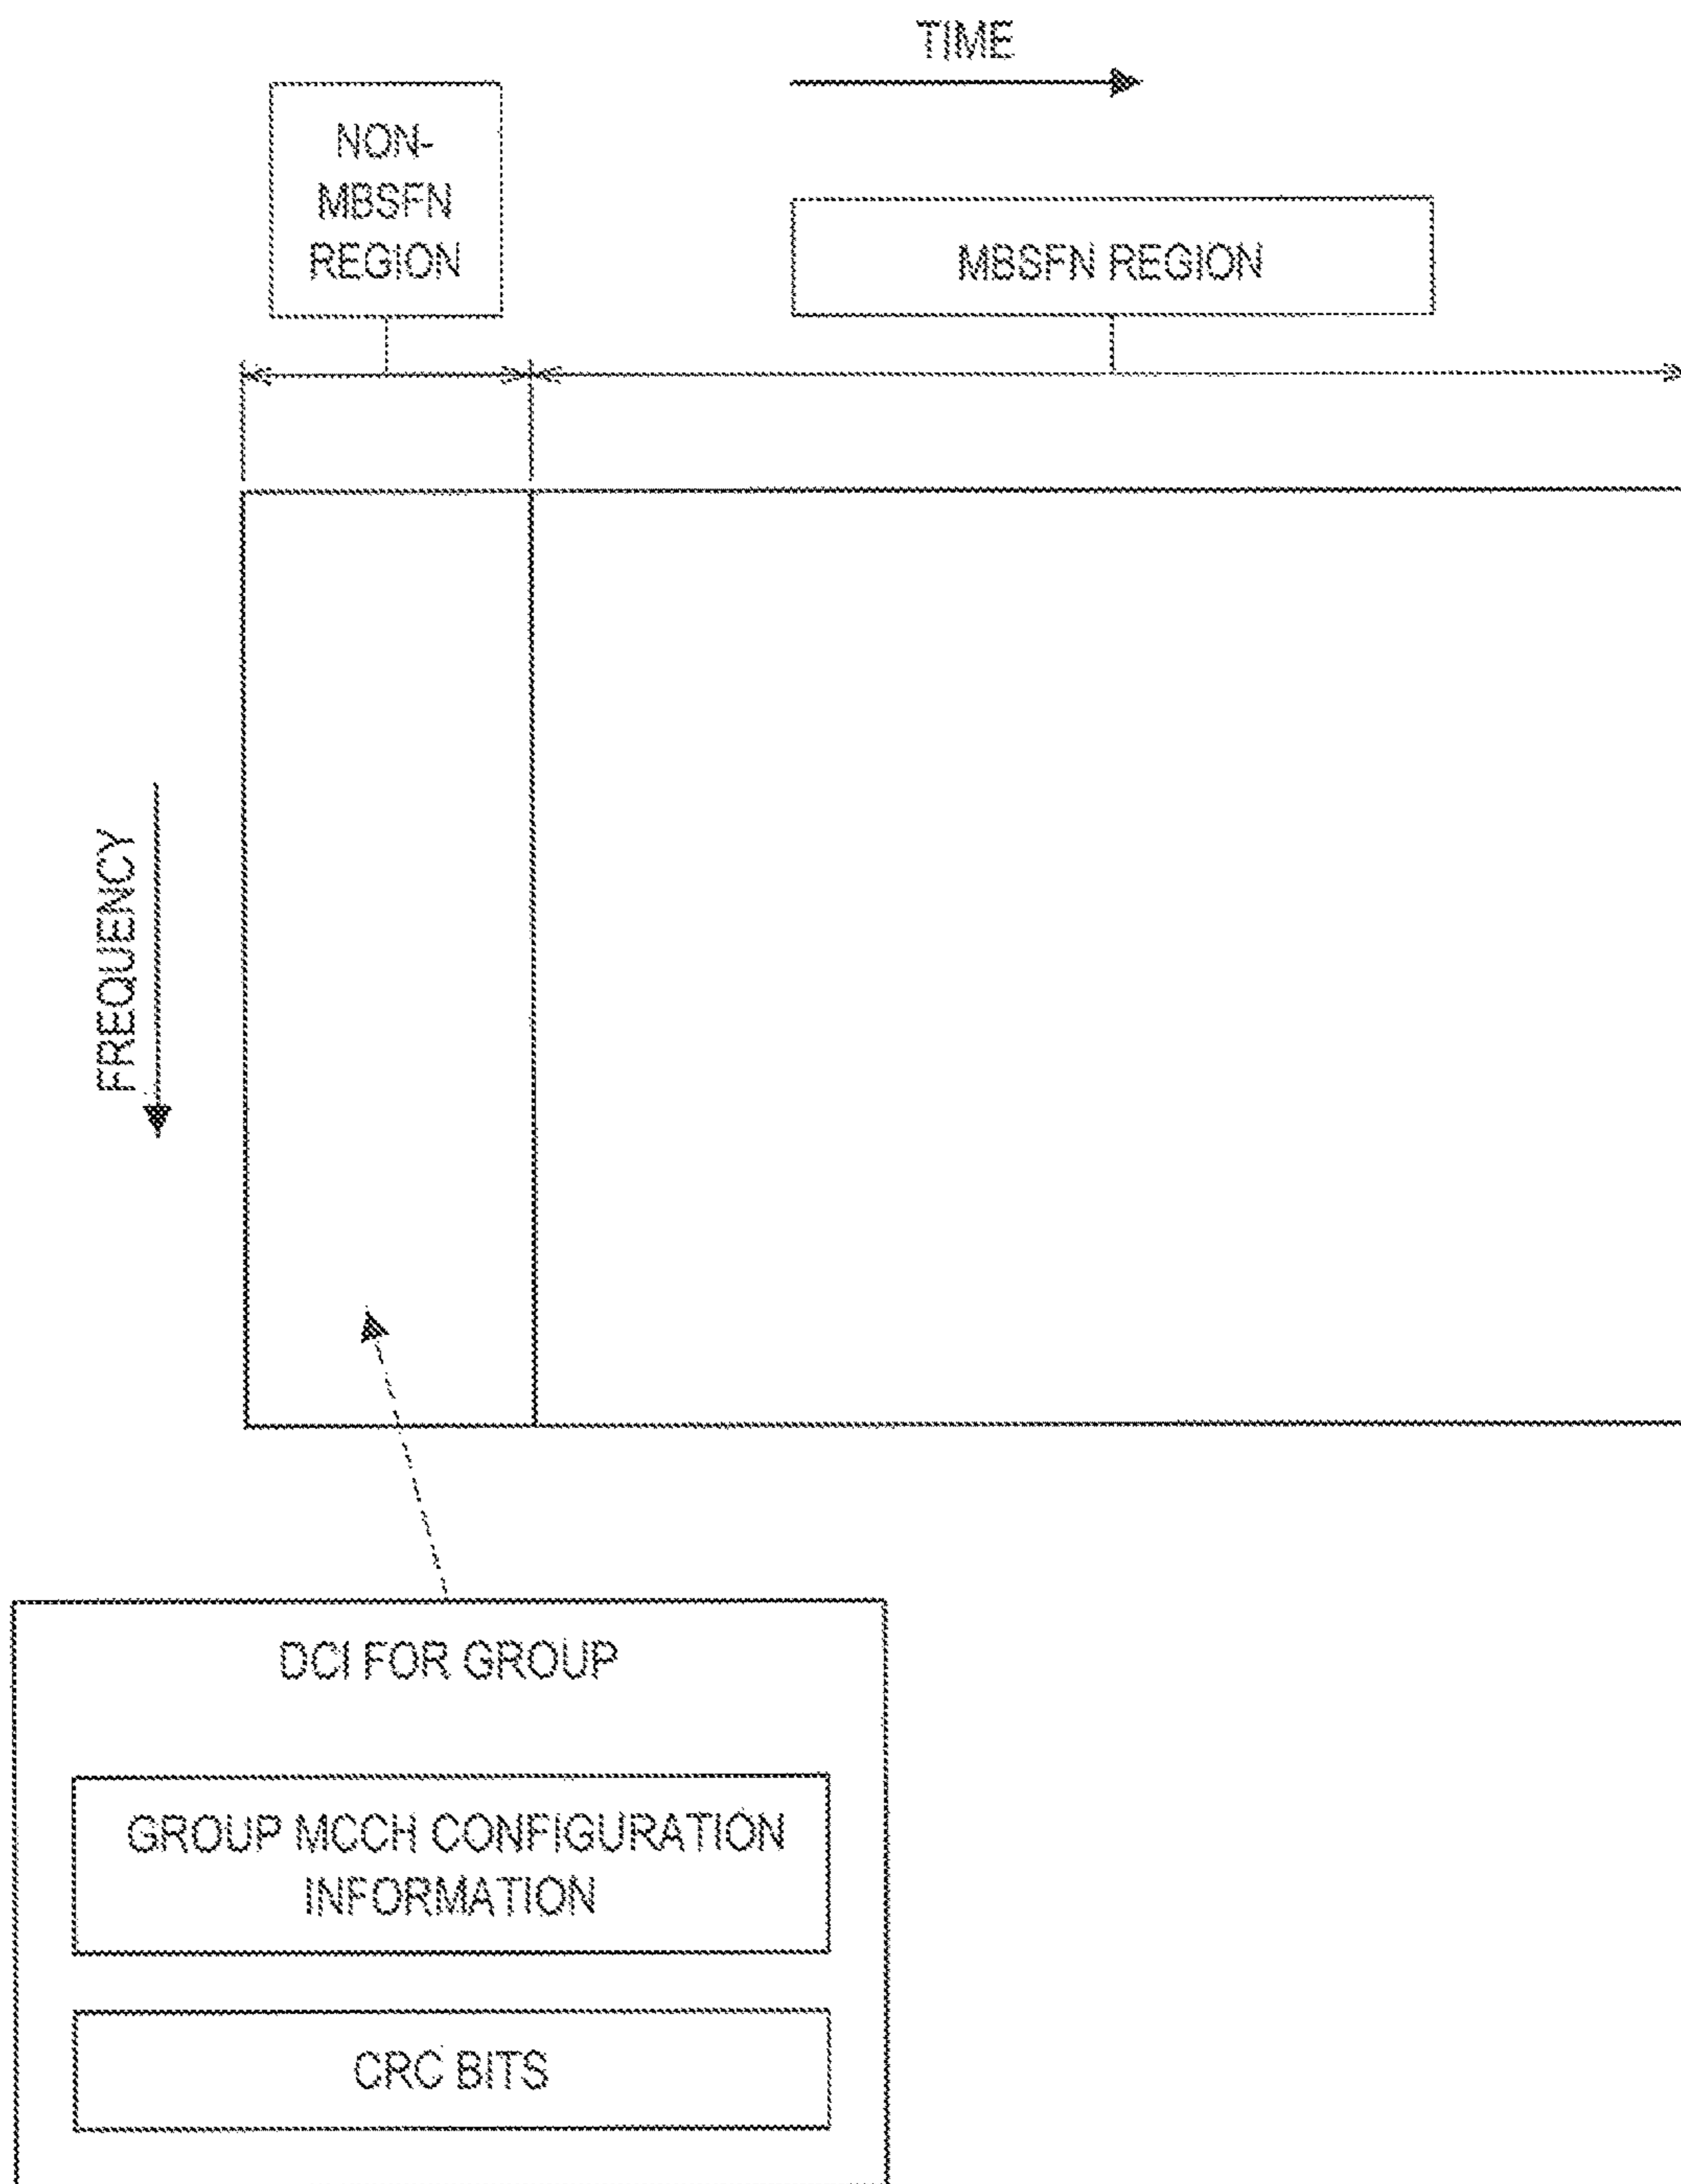 TIME
NON-
MBSFN
REGION
MBSFN REGION
FREQUENCY
DCI FOR GROUP
GROUP MCCH CONFIGURATION
INFORMATION
CRC BITS